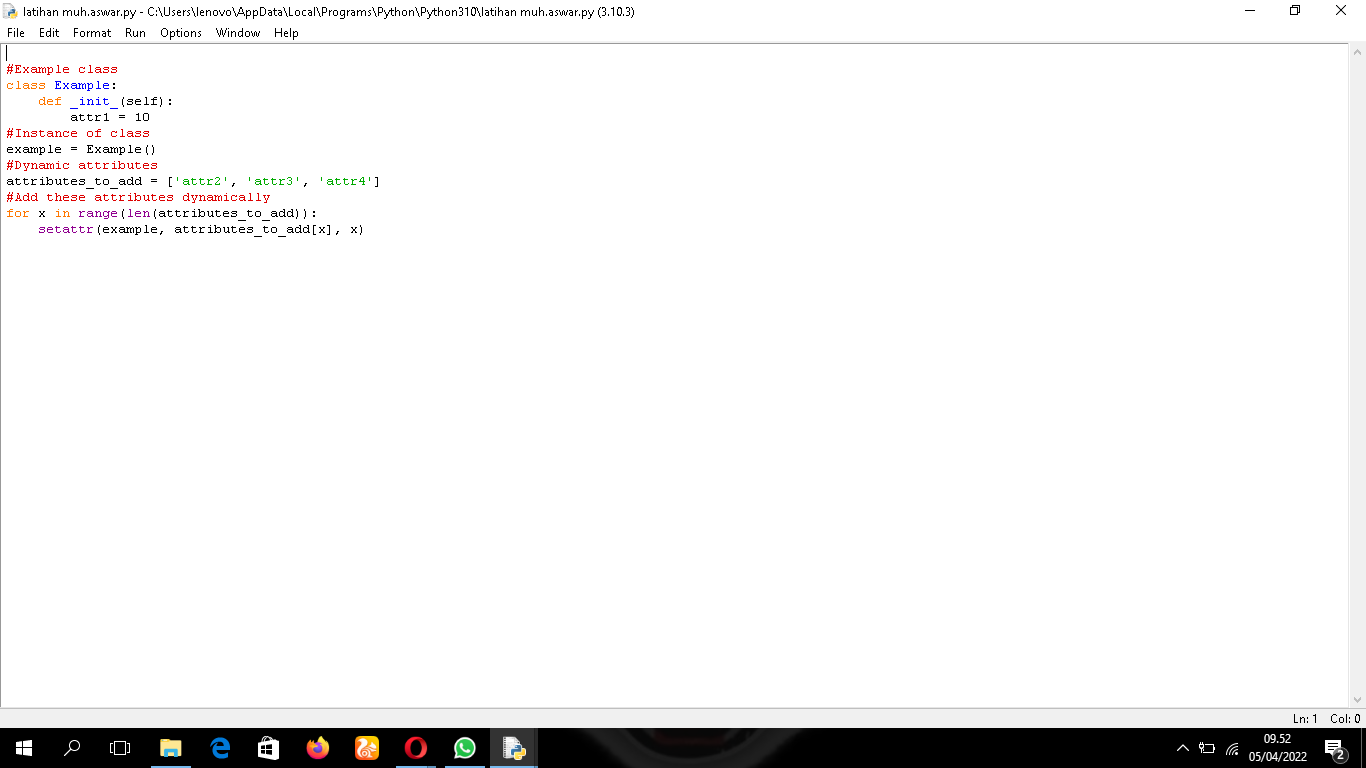 latihan muh.aswar.py - C:\Users\lenovo\AppData\Local\Programs\Python\Python310\latihan muh.aswar.py (3.10.3)
File Edit Format Run Options Window Help
#Example class
class Example:
    def _init_(self):
        attr1 = 10
#Instance of class
example = Example()
#Dynamic attributes
attributes_to_add = ['attr2', 'attr3', 'attr4']
#Add these attributes dynamically
for x in range(len(attributes_to_add)):
    setattr(example, attributes_to_add[x], x)
Ln: 1 Col: 0
09.52
05/04/2022
2